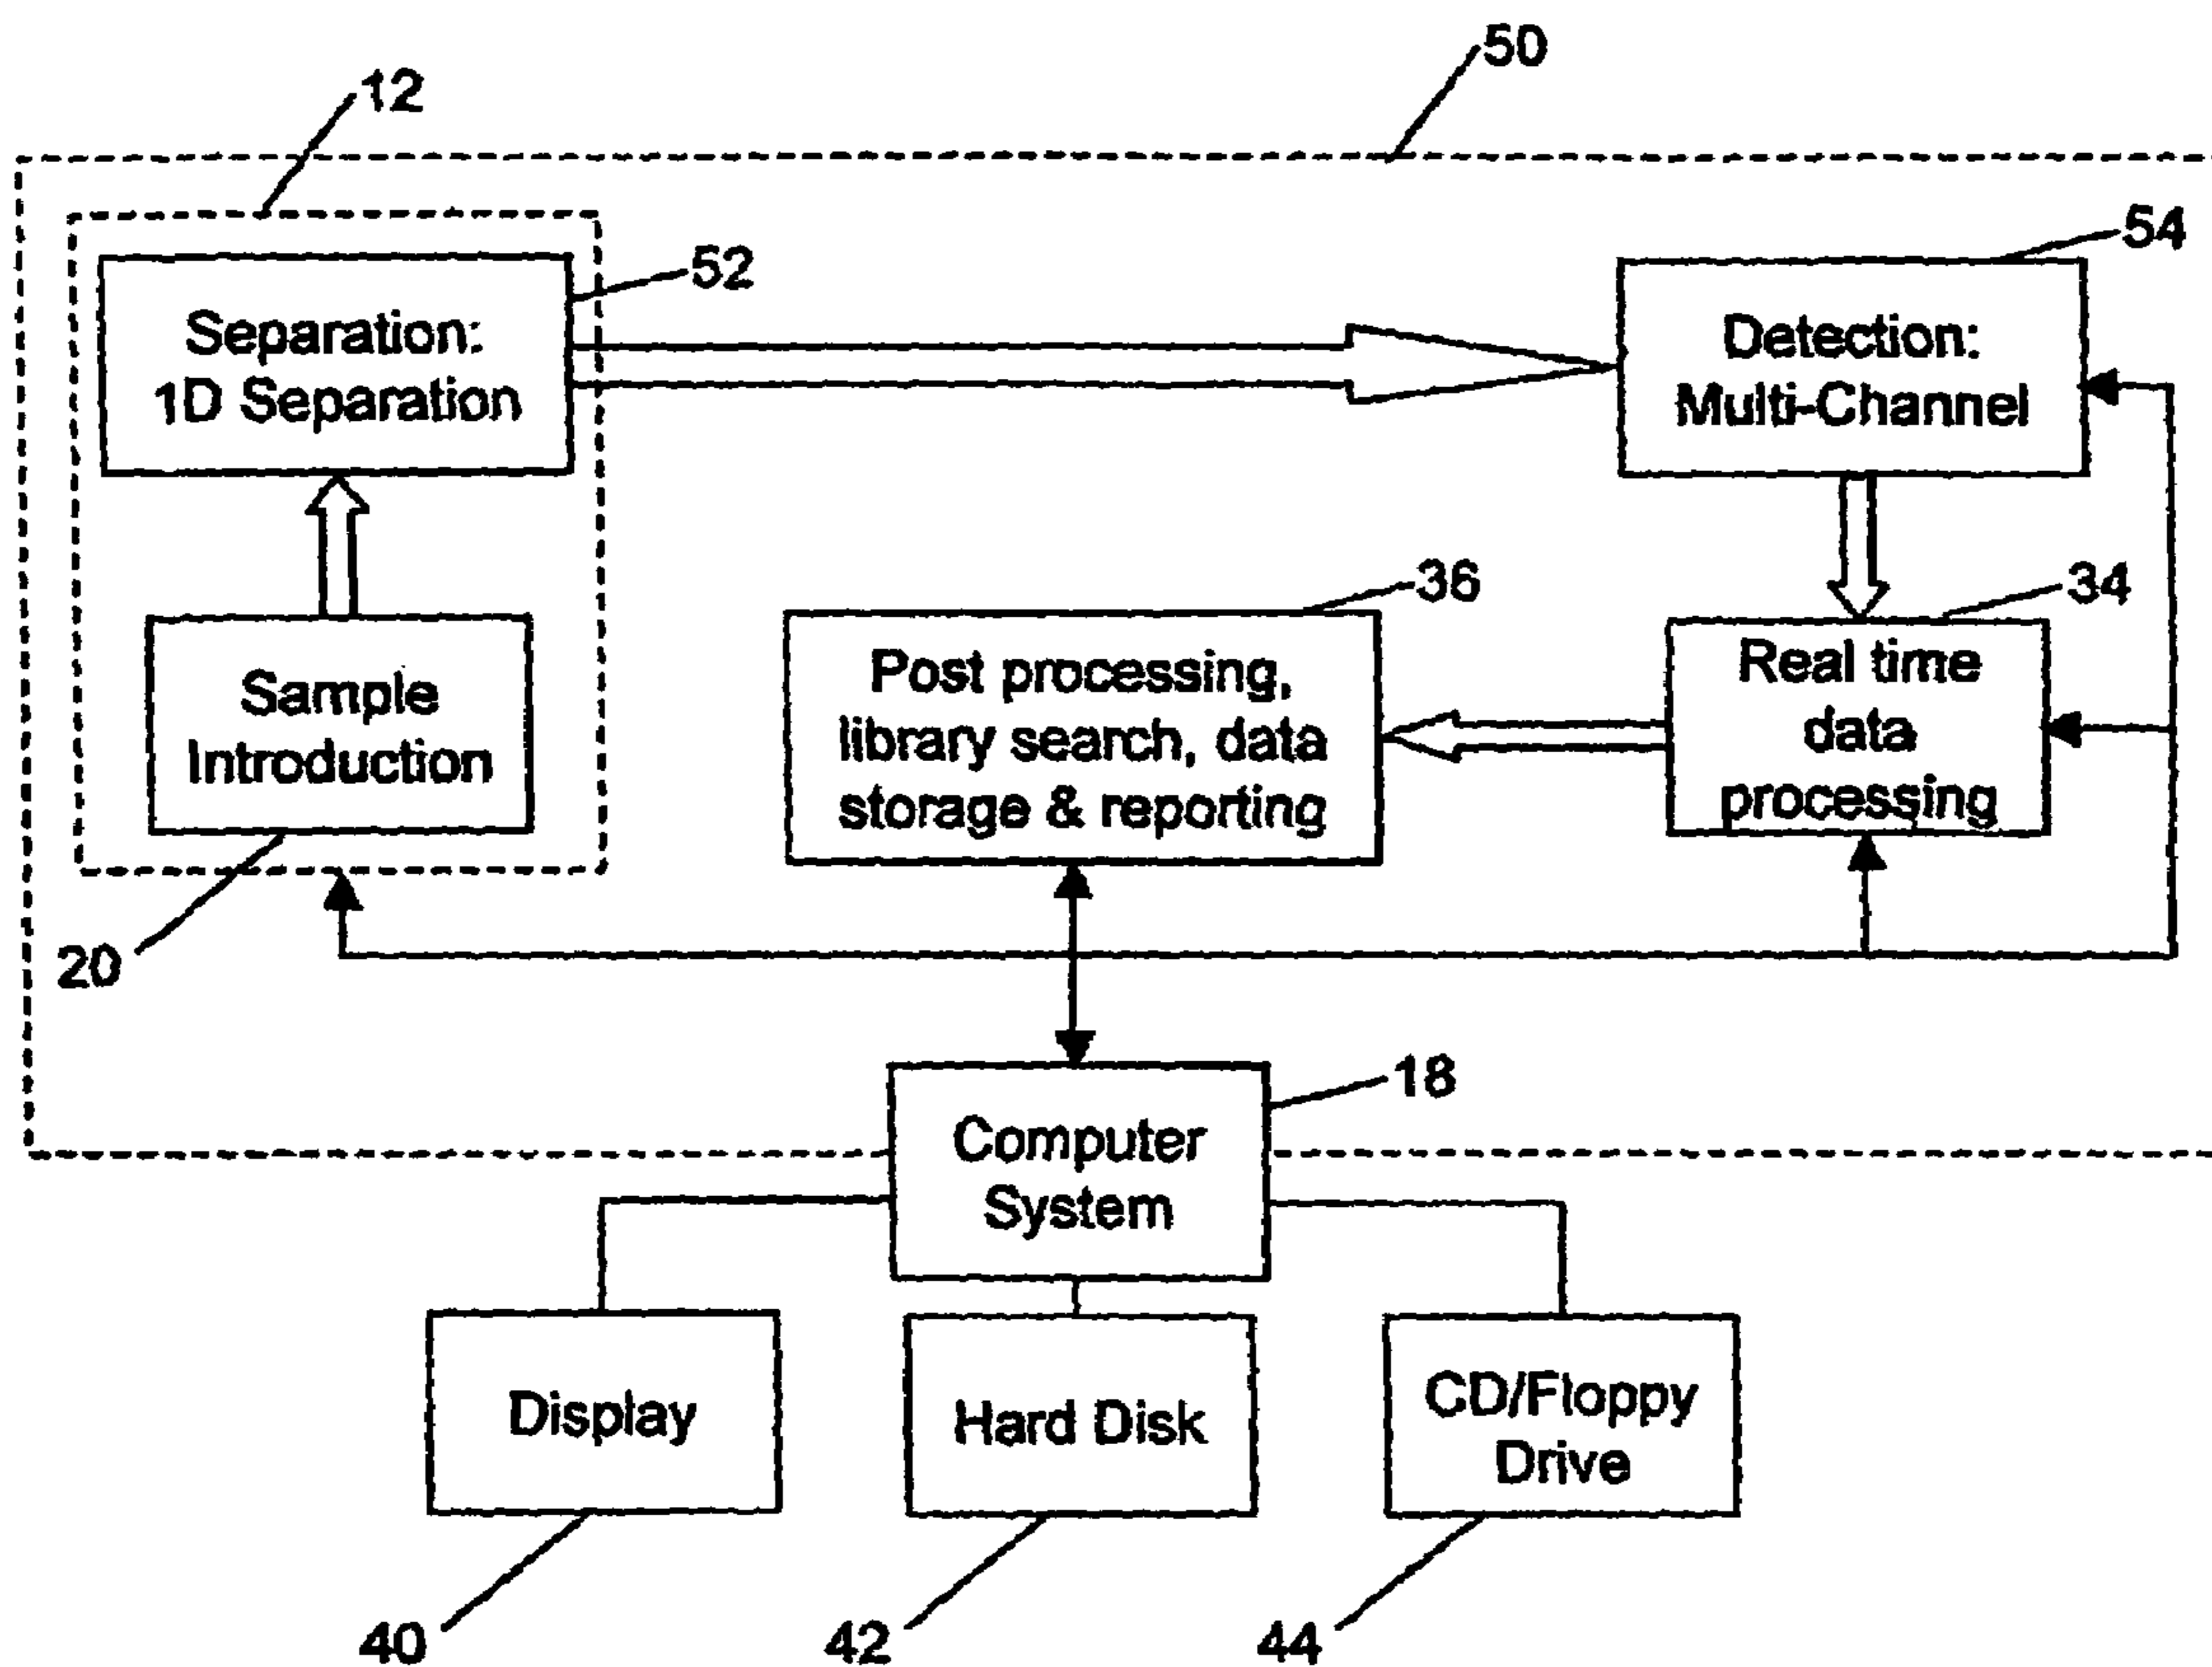 50
12
54
52
Separation:
1D Separation
Detection:
Multi-Channel
36
34
Sample
Introduction
Post processing,
library search, data
storage & reporting
Real time
data
processing
20
18
Computer
System
Display
Hard Disk
CD/Floppy
Drive
40
42
44